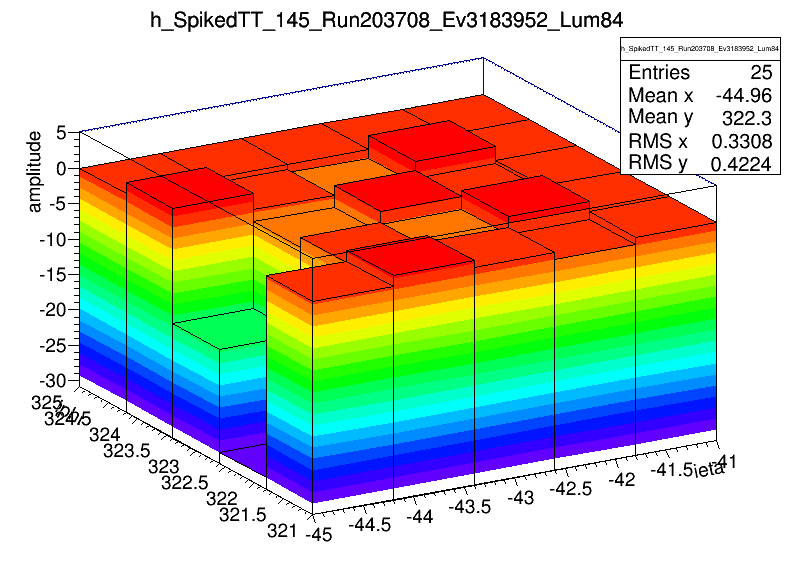 h_SpikedTT_145_Run203708_Ev3183952_Lum84
h_SpikedTT_145_Run203708_Ev3183952_Lum84
Entries 25
Mean x -44.96
Mean y 322.3
RMS x 0.3308
RMS y 0.4224
amplitude
5
0
-5
-10
-15
-20
-25
-30
325
324.5
324
323.5
323
322.5
322
321.5
321
-45
-44.5
-44
-43.5
-43
-42.5
-42
-41.5
ieta
-41